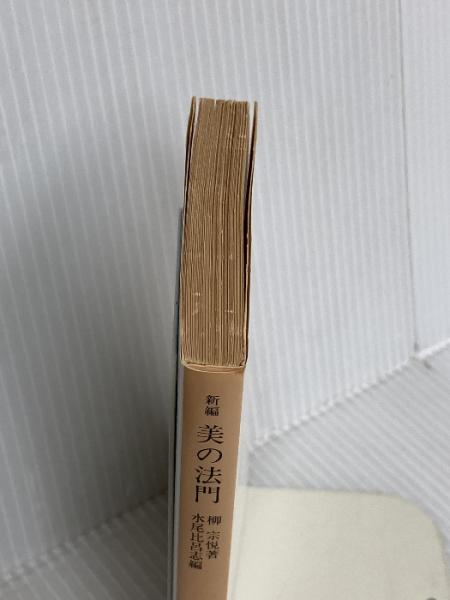 新編
美の法門
柳 宗悦著
水尾比呂志編